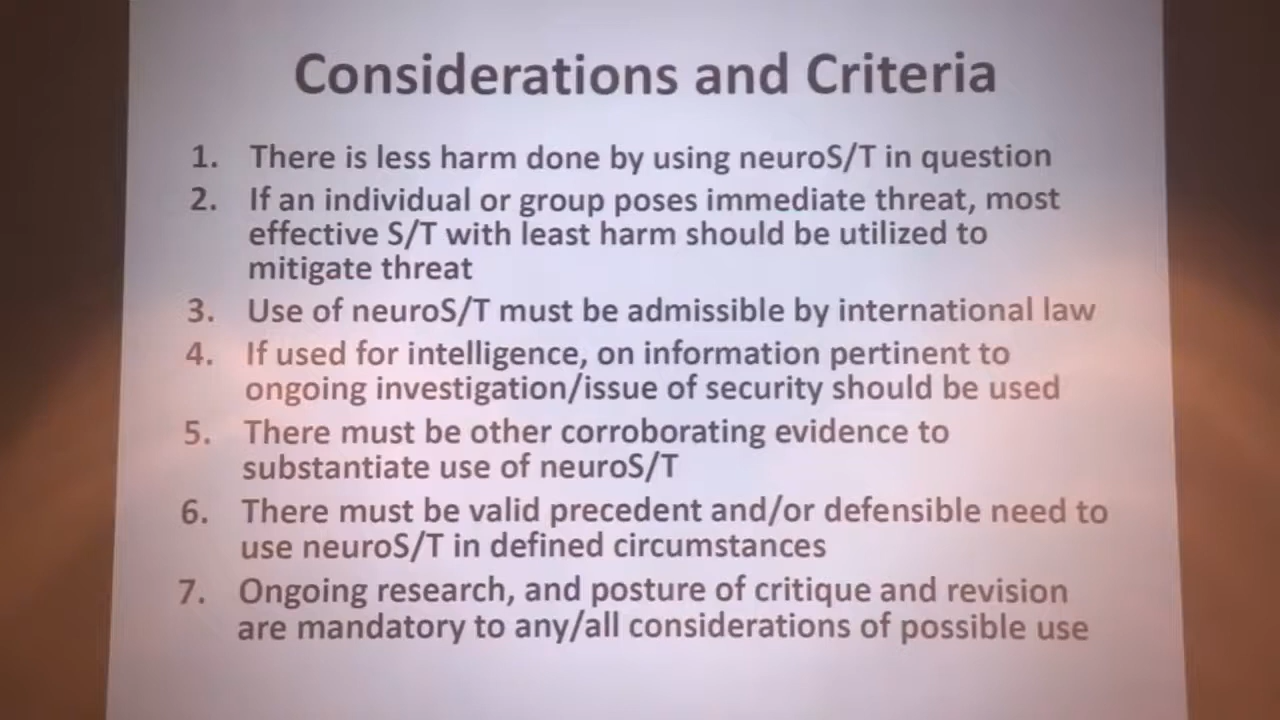 Considerations and Criteria
1. There is less harm done by using neuroS/T in question
2. If an individual or group poses immediate threat, most
effective S/T with least harm should be utilized to
mitigate threat
3. Use of neuroS/T must be admissible by international law
4. If used for intelligence, on information pertinent to
ongoing investigation/issue of security should be used
5. There must be other corroborating evidence to
substantiate use of neuroS/T
6. There must be valid precedent and/or defensible need to
use neuroS/T in defined circumstances
7. Ongoing research, and posture of critique and revision
are mandatory to any/all considerations of possible use